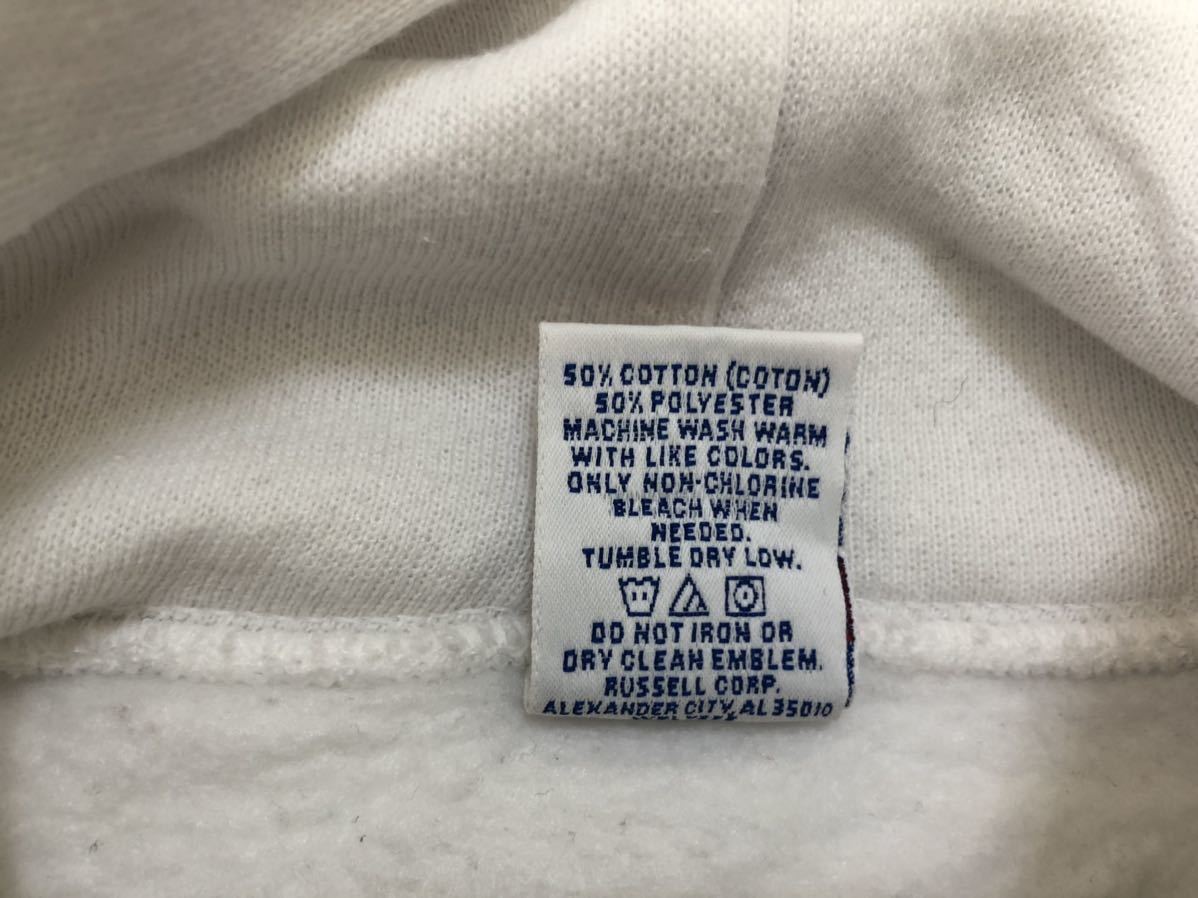 50% COTTON (COTON)
50% POLYESTER
MACHINE WASH WARM
WITH LIKE COLORS.
ONLY NON-CHLORINE
BLEACH WHEN
NEEDED.
TUMBLE DRY LOW.
DO NOT IRON OR
DRY CLEAN EMBLEM.
RUSSELL CORP.
ALEXANDER CITY, AL 35010